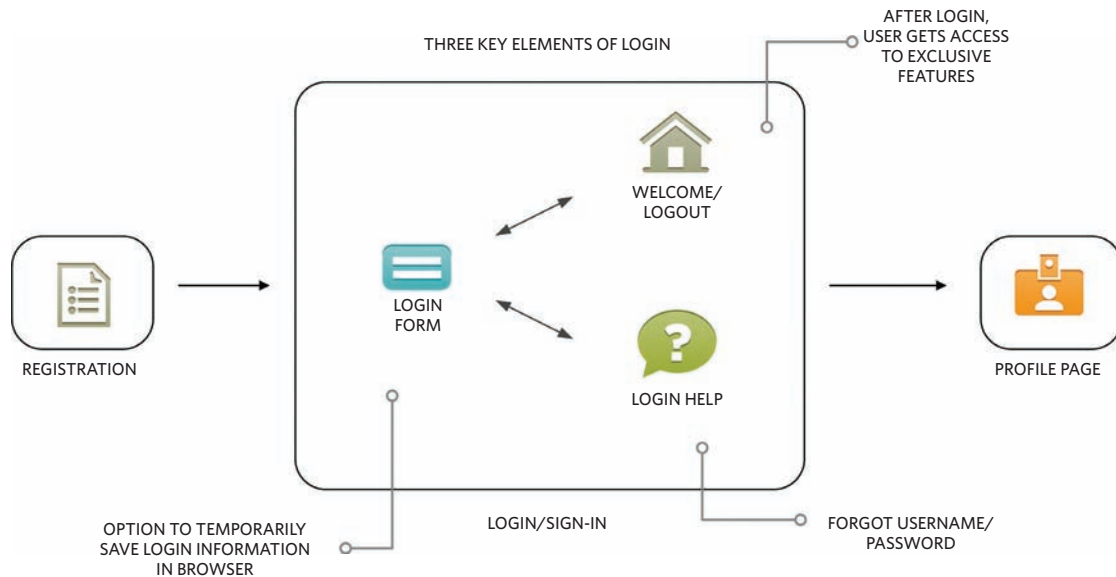 THREE KEY ELEMENTS OF LOGIN
AFTER LOGIN,
USER GETS ACCESS
TO EXCLUSIVE
FEATURES
WELCOME/
LOGOUT
LOGIN
FORM
?
LOGIN HELP
REGISTRATION
PROFILE PAGE
OPTION TO TEMPORARILY
SAVE LOGIN INFORMATION
IN BROWSER
LOGIN/SIGN-IN
FORGOT USERNAME/
PASSWORD